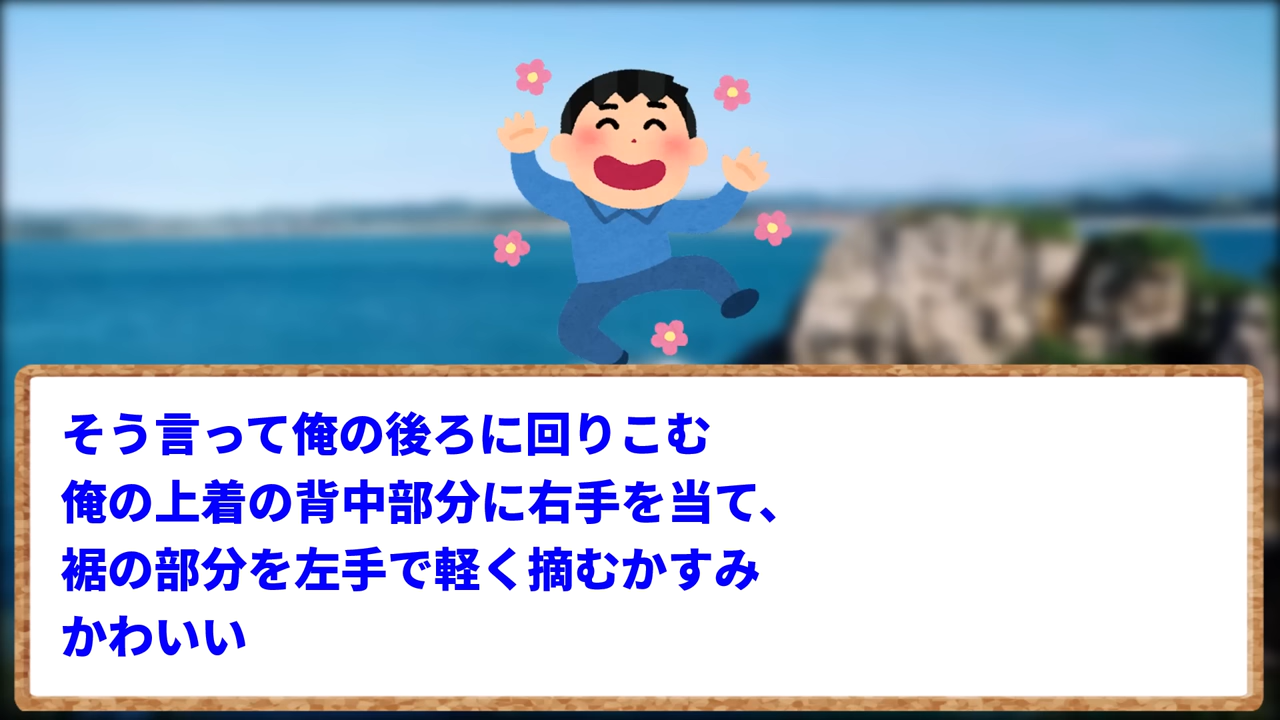 そう言って俺の後ろに回りこむ
俺の上着の背中部分に右手を当て、
裾の部分を左手で軽く摘むかすみ
かわいい